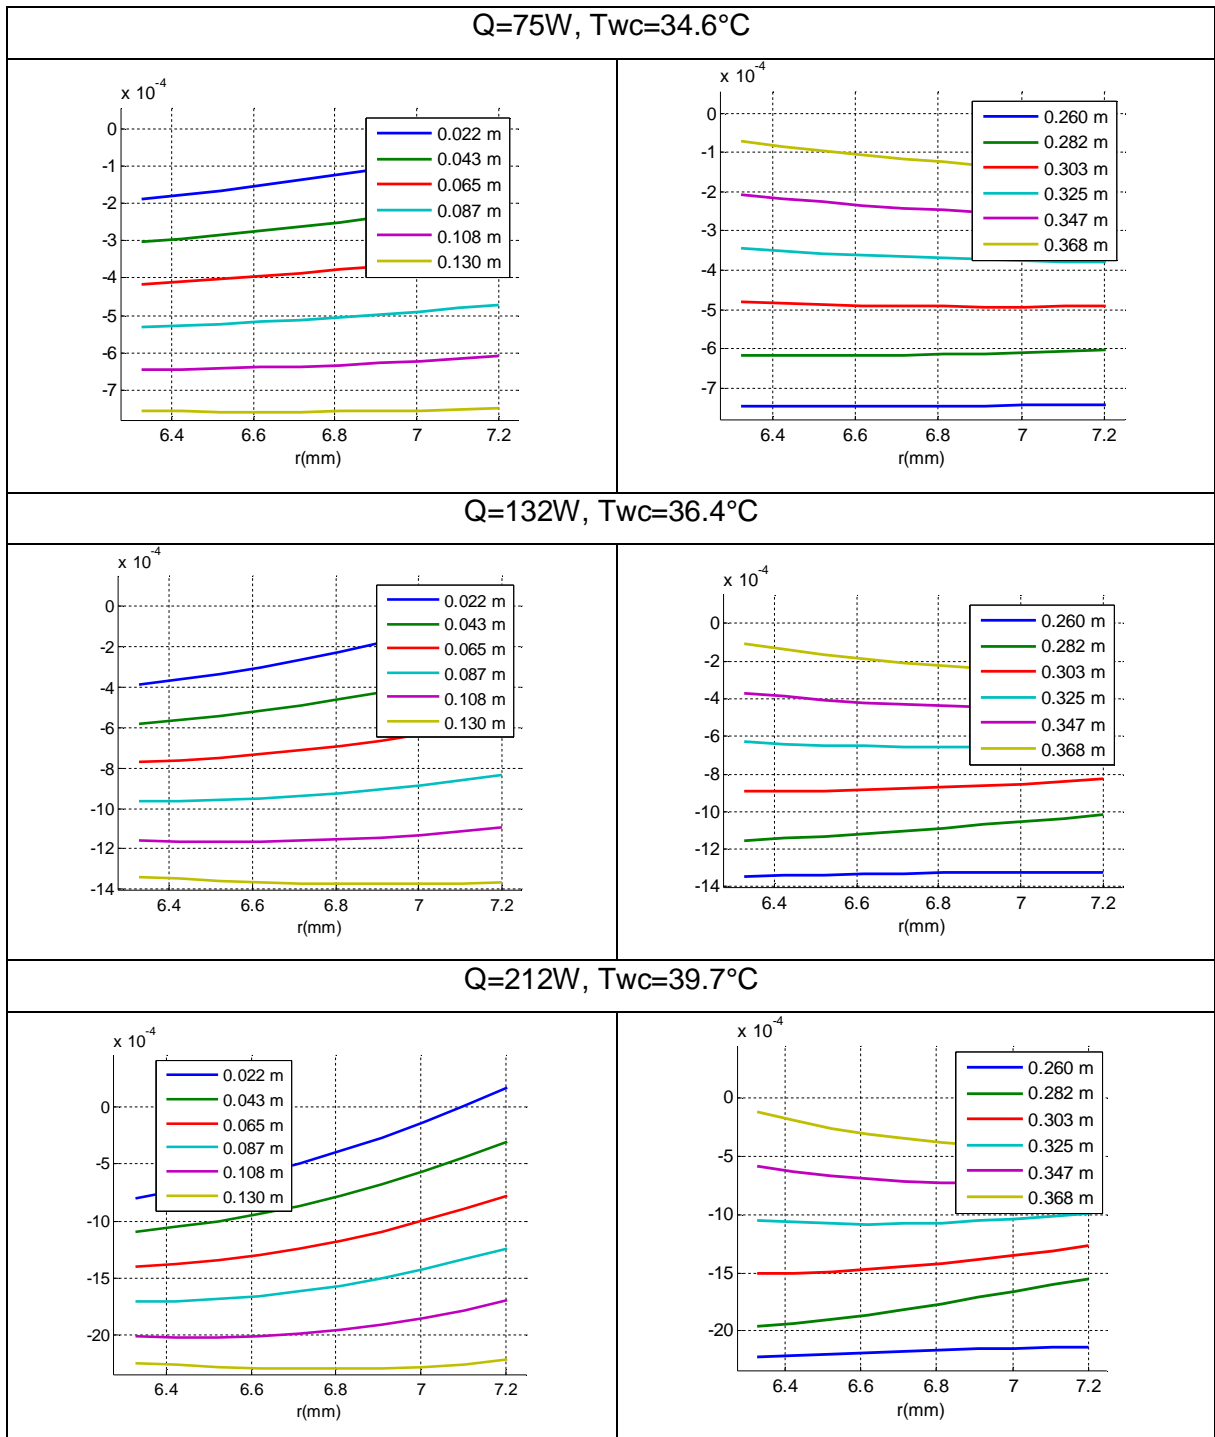 Q=75W, Twc=34.6°C
x 10^-4
0
-1
-2
-3
-4
-5
-6
-7
6.4 6.6 6.8 7 7.2
r(mm)
0.022 m
0.043 m
0.065 m
0.087 m
0.108 m
0.130 m
x 10^-4
0
-1
-2
-3
-4
-5
-6
-7
6.4 6.6 6.8 7 7.2
r(mm)
0.260 m
0.282 m
0.303 m
0.325 m
0.347 m
0.368 m
Q=132W, Twc=36.4°C
x 10^-4
0
-2
-4
-6
-8
-10
-12
-14
6.4 6.6 6.8 7 7.2
r(mm)
0.022 m
0.043 m
0.065 m
0.087 m
0.108 m
0.130 m
x 10^-4
0
-2
-4
-6
-8
-10
-12
-14
6.4 6.6 6.8 7 7.2
r(mm)
0.260 m
0.282 m
0.303 m
0.325 m
0.347 m
0.368 m
Q=212W, Twc=39.7°C
x 10^-4
0
-5
-10
-15
-20
6.4 6.6 6.8 7 7.2
r(mm)
0.022 m
0.043 m
0.065 m
0.087 m
0.108 m
0.130 m
x 10^-4
0
-5
-10
-15
-20
6.4 6.6 6.8 7 7.2
r(mm)
0.260 m
0.282 m
0.303 m
0.325 m
0.347 m
0.368 m